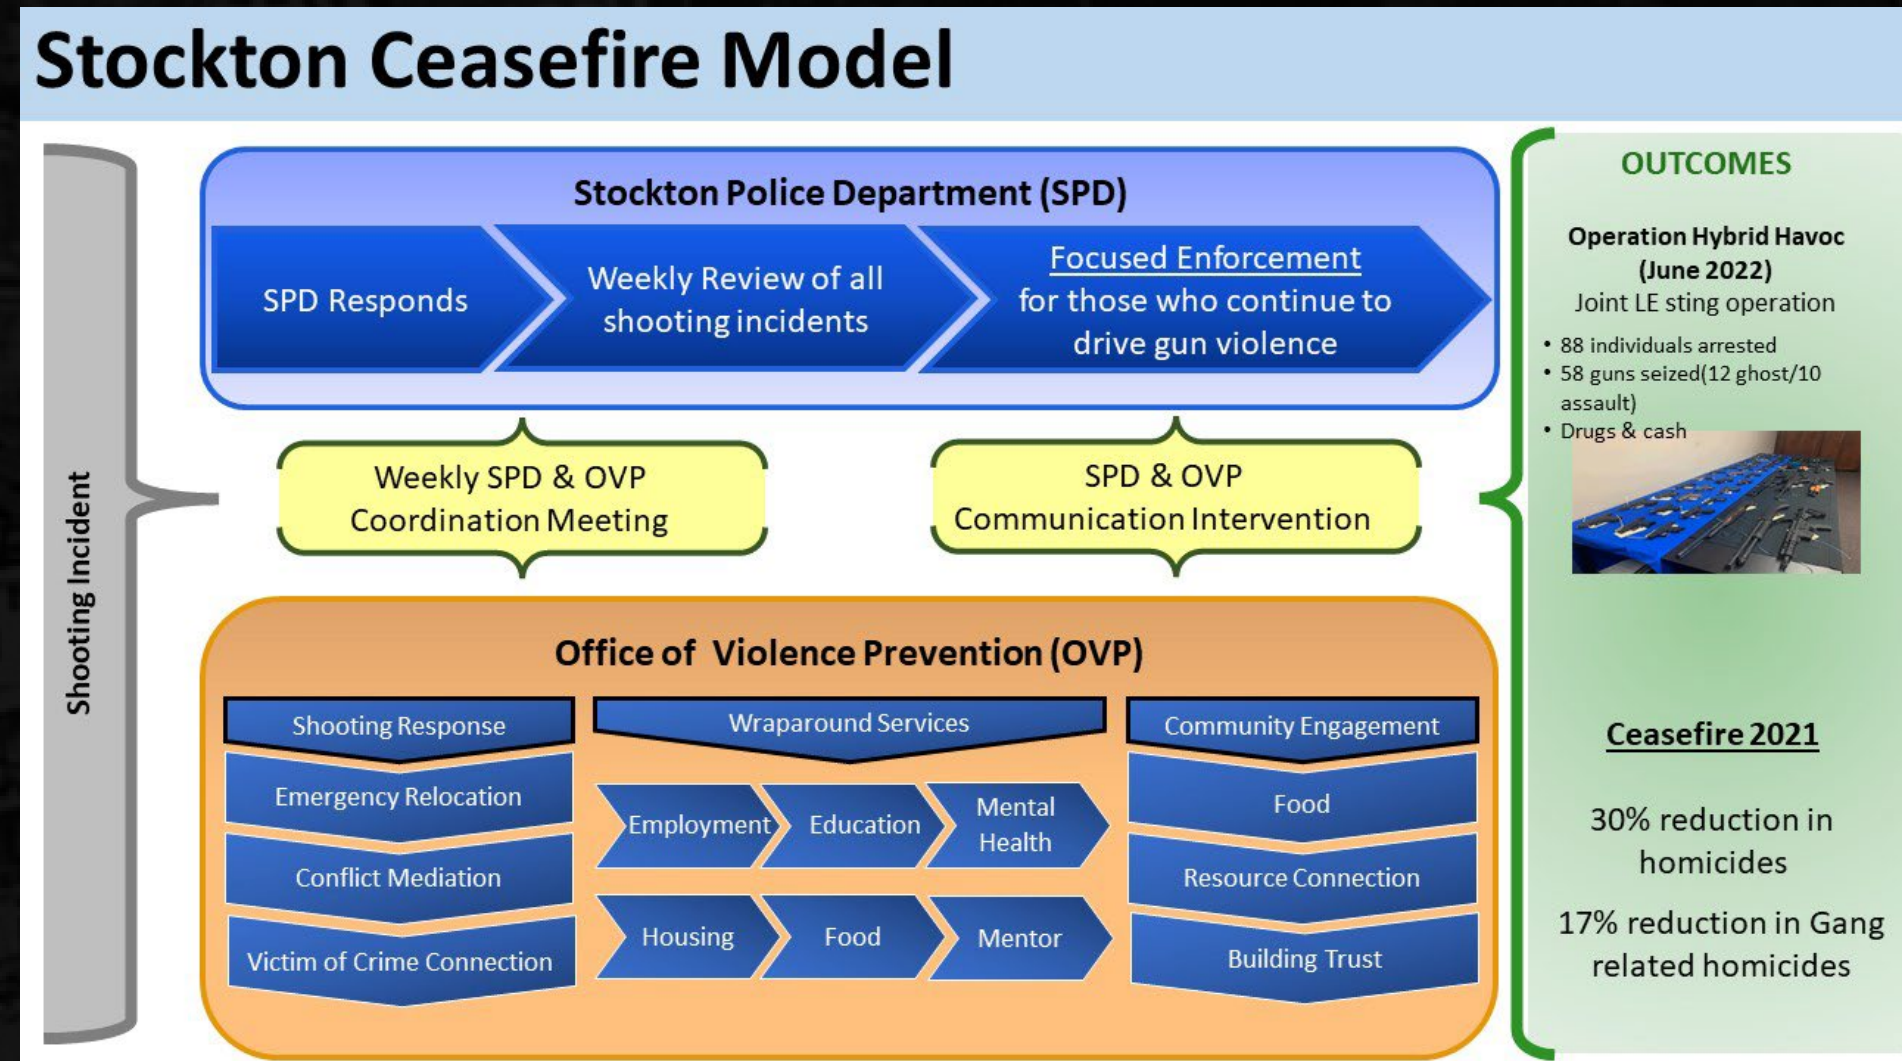 Stockton Ceasefire Model
Shooting Incident
Stockton Police Department (SPD)
SPD Responds
Weekly Review of all
shooting incidents
Focused Enforcement
for those who continue to
drive gun violence
Weekly SPD & OVP
Coordination Meeting
SPD & OVP
Communication Intervention
Office of Violence Prevention (OVP)
Shooting Response
Emergency Relocation
Conflict Mediation
Victim of Crime Connection
Wraparound Services
Employment
Education
Mental
Health
Housing
Food
Mentor
Community Engagement
Food
Resource Connection
Building Trust
OUTCOMES
Operation Hybrid Havoc
(June 2022)
Joint LE sting operation
• 88 individuals arrested
• 58 guns seized(12 ghost/10
assault)
• Drugs & cash
Ceasefire 2021
30% reduction in
homicides
17% reduction in Gang
related homicides